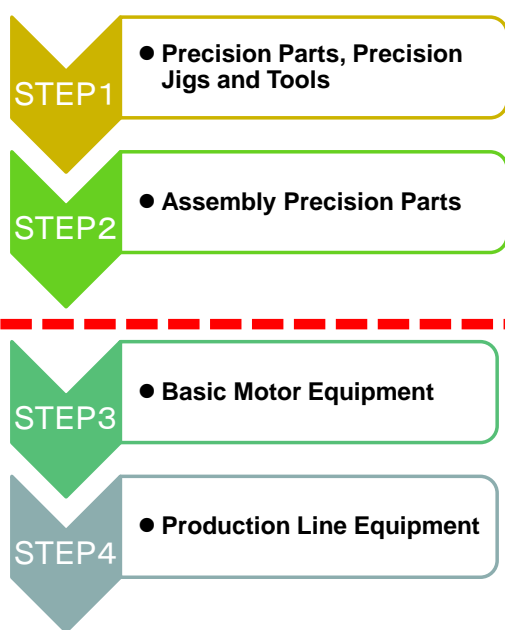 STEP1
● Precision Parts, Precision
Jigs and Tools
STEP2
● Assembly Precision Parts
STEP3
● Basic Motor Equipment
STEP4
● Production Line Equipment